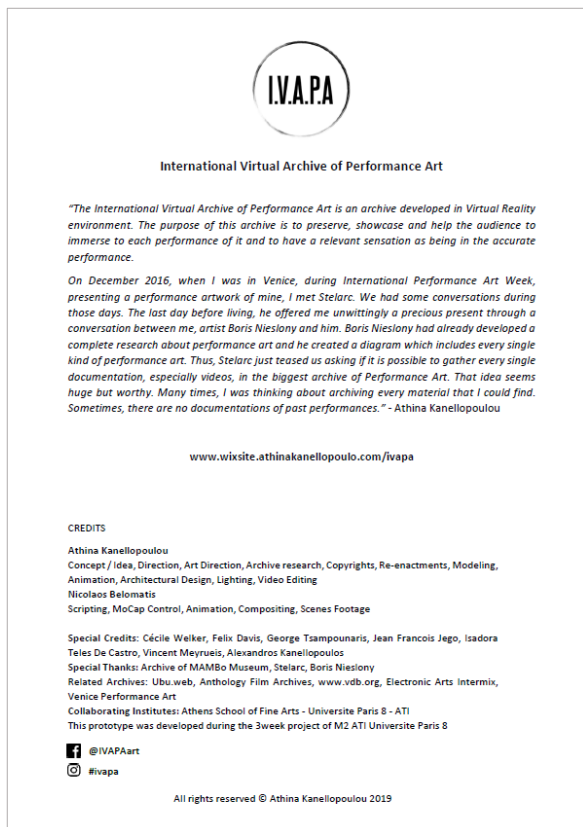 I.V.A.P.A
International Virtual Archive of Performance Art
“The International Virtual Archive of Performance Art is an archive developed in Virtual Reality
environment. The purpose of this archive is to preserve, showcase and help the audience to
immerse to each performance of it and to have a relevant sensation as being in the accurate
performance.
On December 2016, when I was in Venice, during International Performance Art Week,
presenting a performance artwork of mine, I met Stelarc. We had some conversations during
those days. The last day before living, he offered me unwittingly a precious present through a
conversation between me, artist Boris Nieslony and him. Boris Nieslony had already developed a
complete research about performance art and he created a diagram which includes every single
kind of performance art. Thus, Stelarc just teased us asking if it is possible to gather every single
documentation, especially videos, in the biggest archive of Performance Art. That idea seems
huge but worthy. Many times, I was thinking about archiving every material that I could find.
Sometimes, there are no documentations of past performances.” - Athina Kanellopoulou
www.wixsite.athinakanellopoulo.com/ivapa
CREDITS
Athina Kanellopoulou
Concept / Idea, Direction, Art Direction, Archive research, Copyrights, Re-enactments, Modeling,
Animation, Architectural Design, Lighting, Video Editing
Nicolaos Belomatis
Scripting, MoCap Control, Animation, Compositing, Scenes Footage
Special Credits: Cécile Welker, Felix Davis, George Tsampounaris, Jean Francois Jego, Isadora
Teles De Castro, Vincent Meyrueis, Alexandros Kanellopoulos
Special Thanks: Archive of MAMBo Museum, Stelarc, Boris Nieslony
Related Archives: Ubu.web, Anthology Film Archives, www.vdb.org, Electronic Arts Intermix,
Venice Performance Art
Collaborating Institutes: Athens School of Fine Arts - Universite Paris 8 - ATI
This prototype was developed during the 3week project of M2 ATI Universite Paris 8
@IVAPAart
#ivapa
All rights reserved © Athina Kanellopoulou 2019